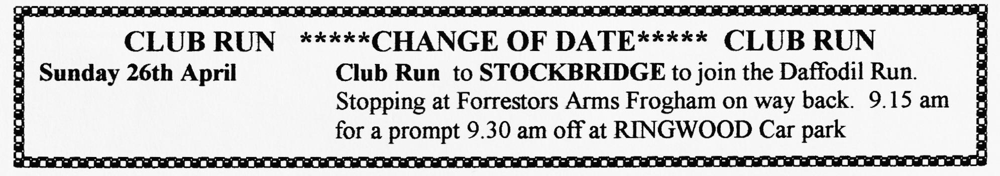 CLUB RUN *****CHANGE OF DATE***** CLUB RUN
Sunday 26th April Club Run to STOCKBRIDGE to join the Daffodil Run.
Stopping at Forrestors Arms Frogham on way back. 9.15 am
for a prompt 9.30 am off at RINGWOOD Car park